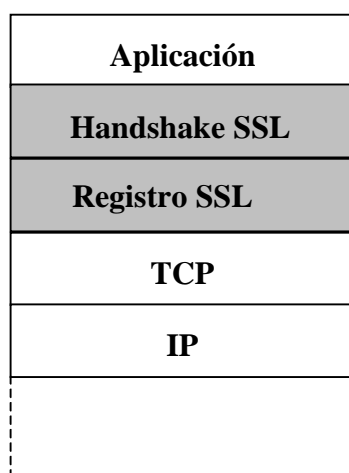 Aplicación
Handshake SSL
Registro SSL
TCP
IP